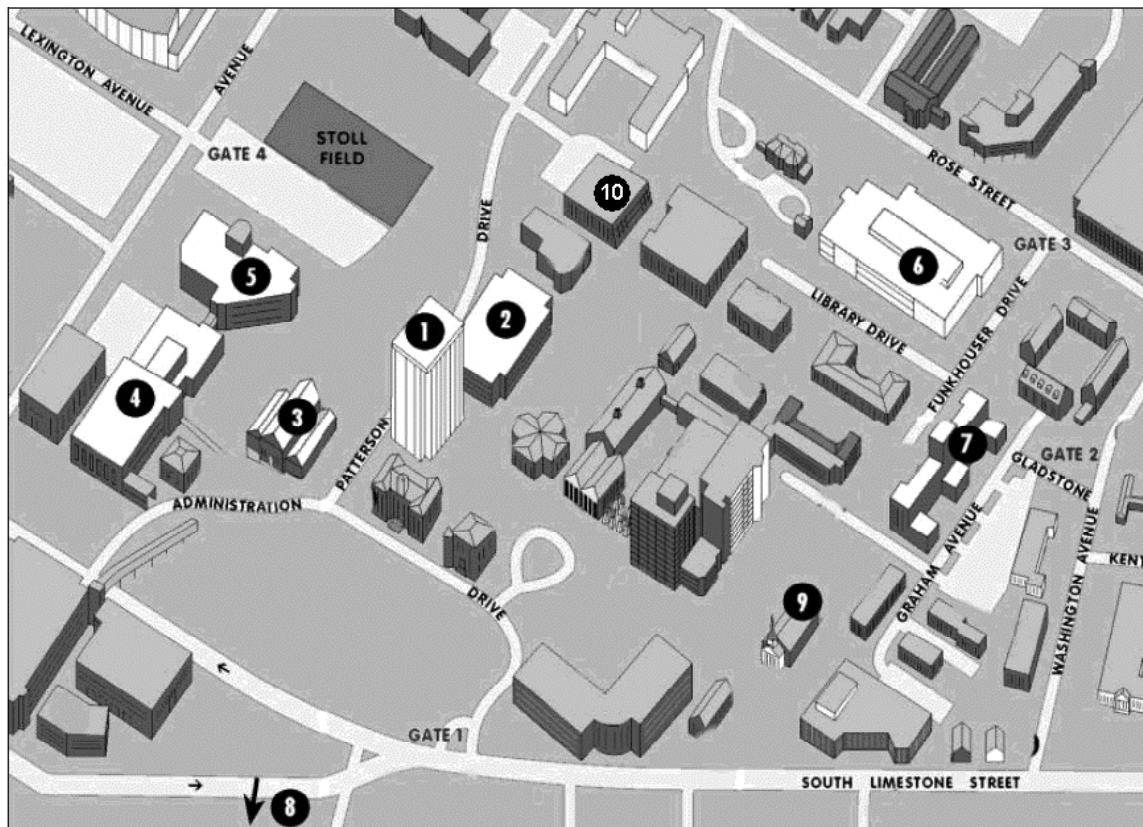 LEXINGTON AVENUE
AVENUE
STOLL
FIELD
GATE 4
10
ROSE STREET
DRIVE
5
6
GATE 3
LIBRARY DRIVE
FUNKHOUSER DRIVE
1
2
4
3
PATTERSON
7
GATE 2
GLADSTONE
ADMINISTRATION
DRIVE
GRAHAM AVENUE
WASHINGTON AVENUE
KENT
9
GATE 1
SOUTH LIMESTONE STREET
8